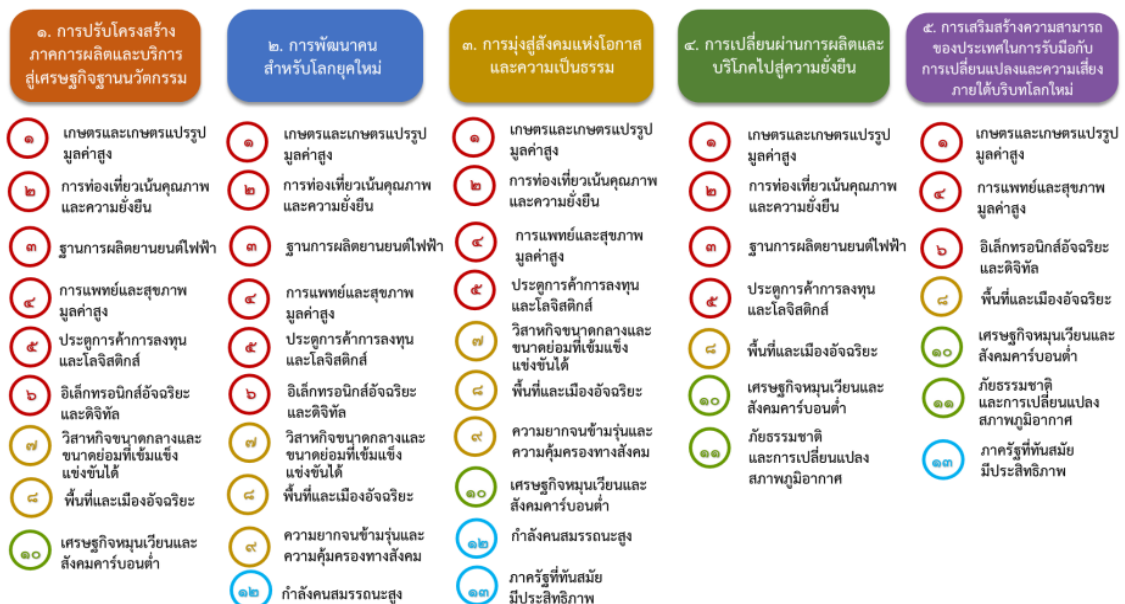 ๑. การปรับโครงสร้าง
ภาคการผลิตและบริการ
สู่เศรษฐกิจฐานนวัตกรรม
๑
เกษตรและเกษตรแปรรูป
มูลค่าสูง
๒
การท่องเที่ยวเน้นคุณภาพ
และความยั่งยืน
๓
ฐานการผลิตยานยนต์ไฟฟ้า
๔
การแพทย์และสุขภาพ
มูลค่าสูง
๕
ประตูการค้าการลงทุน
และโลจิสติกส์
๖
อิเล็กทรอนิกส์อัจฉริยะ
และดิจิทัล
๗
วิสาหกิจขนาดกลางและ
ขนาดย่อมที่เข้มแข็ง
แข่งขันได้
๘
พื้นที่และเมืองอัจฉริยะ
๑๐
เศรษฐกิจหมุนเวียนและ
สังคมคาร์บอนต่ำ
๒. การพัฒนาคน
สำหรับโลกยุคใหม่
๑
เกษตรและเกษตรแปรรูป
มูลค่าสูง
๒
การท่องเที่ยวเน้นคุณภาพ
และความยั่งยืน
๓
ฐานการผลิตยานยนต์ไฟฟ้า
๔
การแพทย์และสุขภาพ
มูลค่าสูง
๕
ประตูการค้าการลงทุน
และโลจิสติกส์
๖
อิเล็กทรอนิกส์อัจฉริยะ
และดิจิทัล
๗
วิสาหกิจขนาดกลางและ
ขนาดย่อมที่เข้มแข็ง
แข่งขันได้
๘
พื้นที่และเมืองอัจฉริยะ
๙
ความยากจนข้ามรุ่นและ
ความคุ้มครองทางสังคม
๑๒
กำลังคนสมรรถนะสูง
๓. การมุ่งสู่สังคมแห่งโอกาส
และความเป็นธรรม
๑
เกษตรและเกษตรแปรรูป
มูลค่าสูง
๒
การท่องเที่ยวเน้นคุณภาพ
และความยั่งยืน
๔
การแพทย์และสุขภาพ
มูลค่าสูง
๕
ประตูการค้าการลงทุน
และโลจิสติกส์
๗
วิสาหกิจขนาดกลางและ
ขนาดย่อมที่เข้มแข็ง
แข่งขันได้
๘
พื้นที่และเมืองอัจฉริยะ
๙
ความยากจนข้ามรุ่นและ
ความคุ้มครองทางสังคม
๑๐
เศรษฐกิจหมุนเวียนและ
สังคมคาร์บอนต่ำ
๑๒
กำลังคนสมรรถนะสูง
๑๓
ภาครัฐที่ทันสมัย
มีประสิทธิภาพ
๔. การเปลี่ยนผ่านการผลิตและ
บริโภคไปสู่ความยั่งยืน
๑
เกษตรและเกษตรแปรรูป
มูลค่าสูง
๒
การท่องเที่ยวเน้นคุณภาพ
และความยั่งยืน
๓
ฐานการผลิตยานยนต์ไฟฟ้า
๕
ประตูการค้าการลงทุน
และโลจิสติกส์
๘
พื้นที่และเมืองอัจฉริยะ
๑๐
เศรษฐกิจหมุนเวียนและ
สังคมคาร์บอนต่ำ
๑๑
ภัยธรรมชาติ
และการเปลี่ยนแปลง
สภาพภูมิอากาศ
๕. การเสริมสร้างความสามารถ
ของประเทศในการรับมือกับ
การเปลี่ยนแปลงและความเสี่ยง
ภายใต้บริบทโลกใหม่
๑
เกษตรและเกษตรแปรรูป
มูลค่าสูง
๔
การแพทย์และสุขภาพ
มูลค่าสูง
๖
อิเล็กทรอนิกส์อัจฉริยะ
และดิจิทัล
๘
พื้นที่และเมืองอัจฉริยะ
๑๐
เศรษฐกิจหมุนเวียนและ
สังคมคาร์บอนต่ำ
๑๑
ภัยธรรมชาติ
และการเปลี่ยนแปลง
สภาพภูมิอากาศ
๑๓
ภาครัฐที่ทันสมัย
มีประสิทธิภาพ